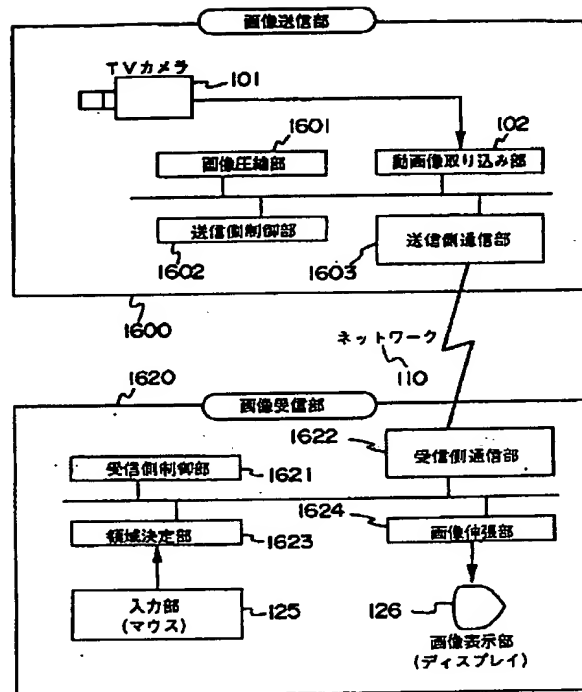 画像送信部
TVカメラ
101
1601
102
画像圧縮部
動画像取り込み部
送信側制御部
送信側通信部
1602
1603
1600
ネットワーク
110
1620
画像受信部
1622
受信側通信部
受信側制御部
1621
1624
領域決定部
1623
画像伸張部
入力部
(マウス)
125
126
画像表示部
(ディスプレイ)